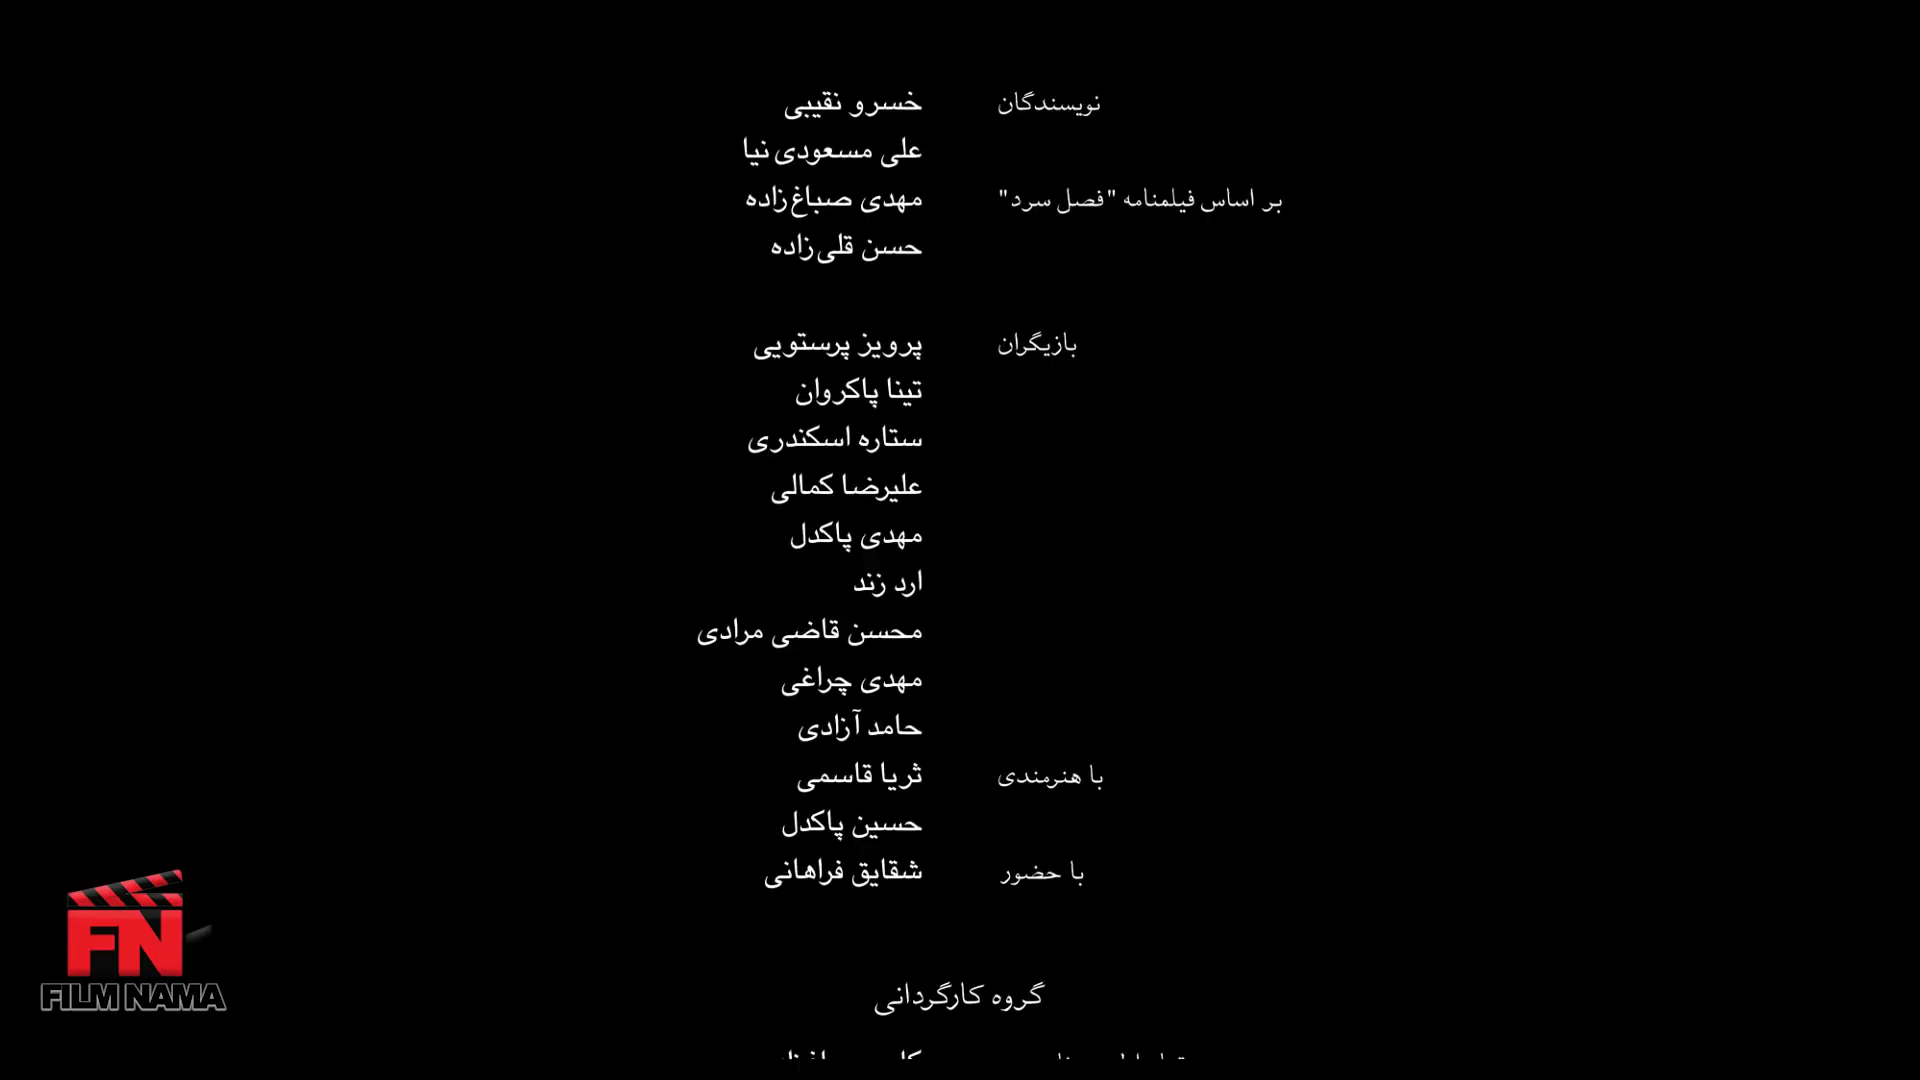 نویسندگان خسرو نقیبی
علی مسعودی نیا
بر اساس فیلمنامه "فصل سرد" مهدی صباغ‌زاده
حسن قلی‌زاده
بازیگران پرویز پرستویی
تینا پاکروان
ستاره اسکندری
علیرضا کمالی
مهدی پاکدل
ارد زند
محسن قاضی مرادی
مهدی چراغی
حامد آزادی
با هنرمندی ثریا قاسمی
حسین پاکدل
با حضور شقایق فراهانی
گروه کارگردانی
FN
FILM NAMA